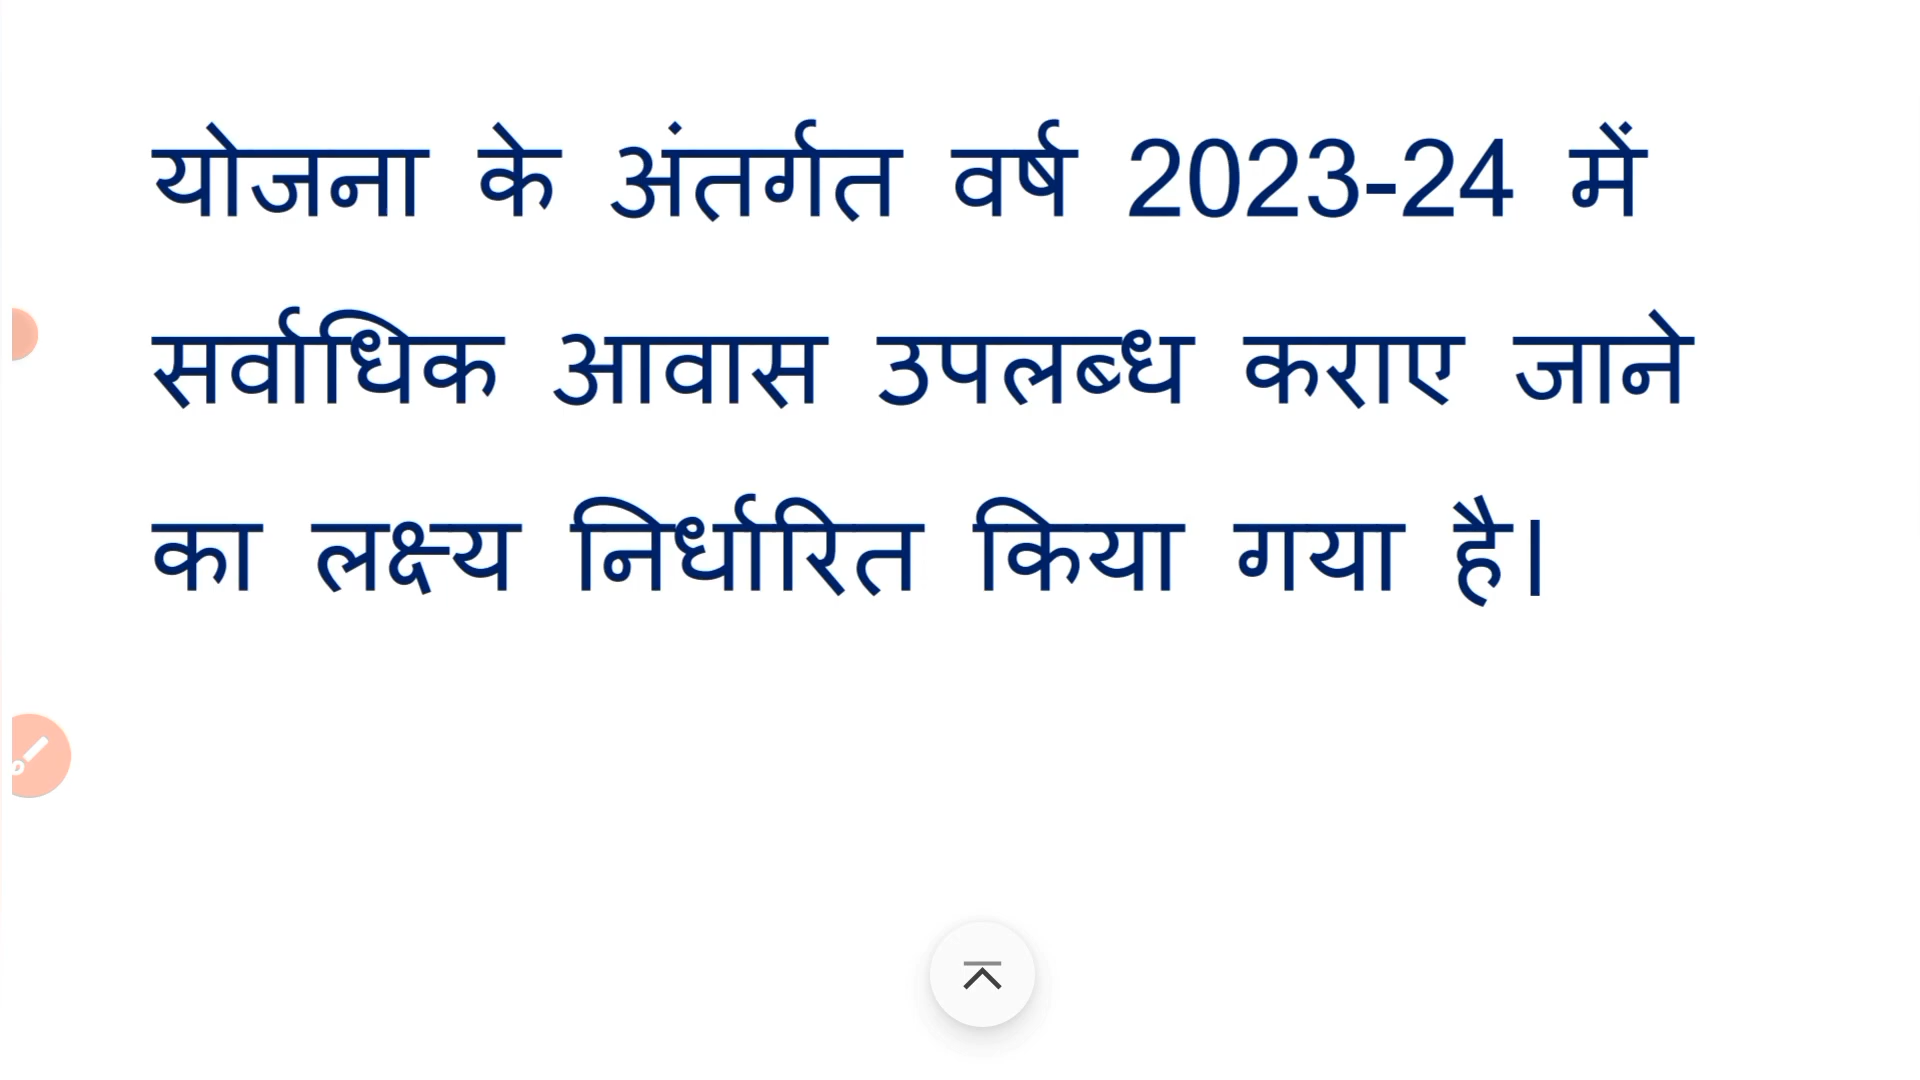 योजना के अंतर्गत वर्ष 2023-24 में
सर्वाधिक आवास उपलब्ध कराए जाने
का लक्ष्य निर्धारित किया गया है।